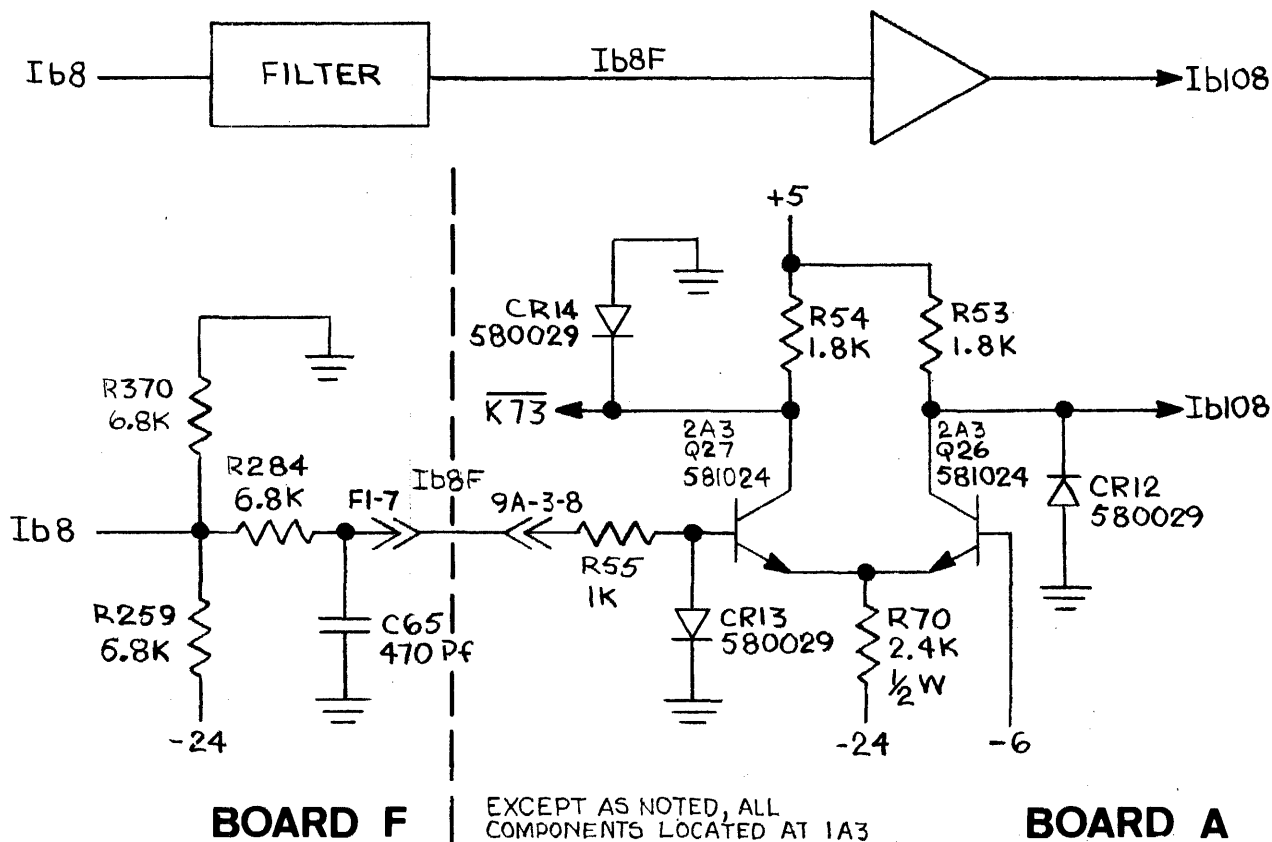 Ib8
FILTER
Ib8F
Ib108
+5
CR14
580029
R54
1.8K
R53
1.8K
R370
6.8K
K73
Ib108
2A3
Q27
581024
2A3
Q26
581024
R284
6.8K
Ib8F
F1-7
9A-3-8
CR12
580029
Ib8
R55
1K
R259
6.8K
C65
470 Pf
CR13
580029
R70
2.4K
1/2 W
-24
-24
-6
BOARD F
EXCEPT AS NOTED, ALL
COMPONENTS LOCATED AT 1A3
BOARD A